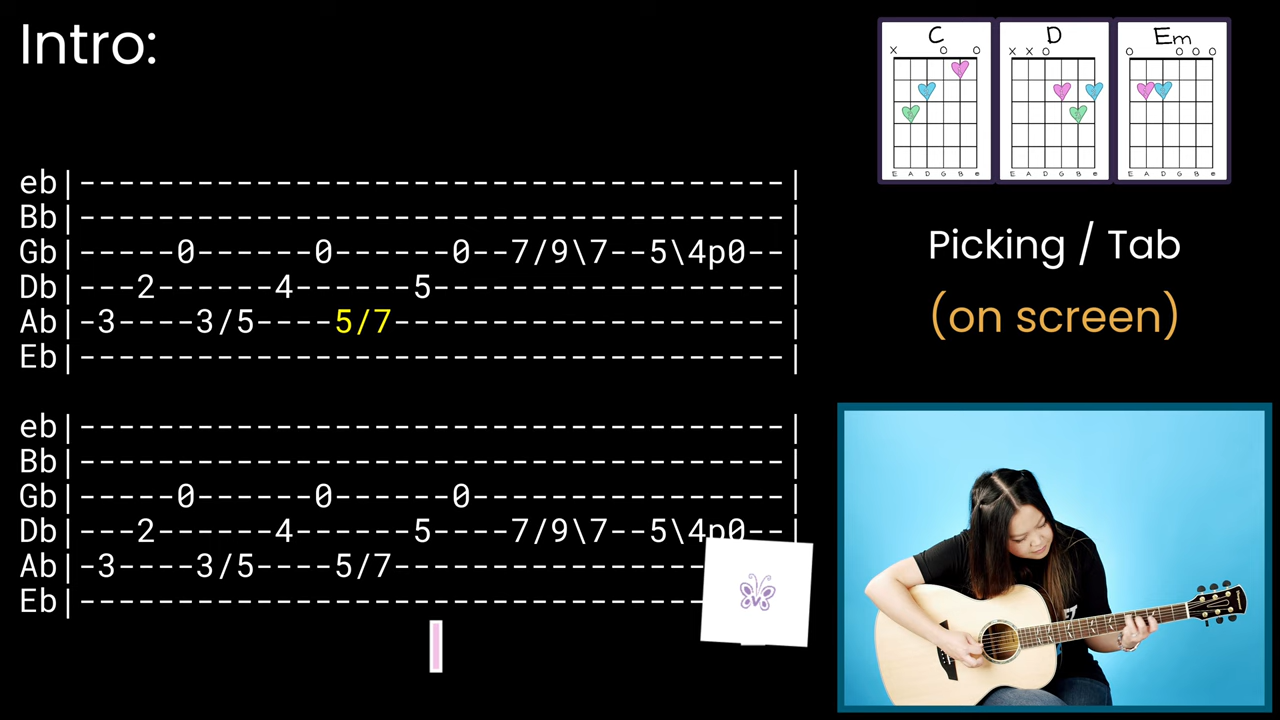 Intro:
eb|------------------------------------|
Bb|------------------------------------|
Gb|-----0------0------0--7/9\7--5\4p0--|
Db|---2------4------5------------------|
Ab|-3----3/5----5/7--------------------|
Eb|------------------------------------|
eb|------------------------------------|
Bb|------------------------------------|
Gb|-----0------0------0----------------|
Db|---2------4------5----7/9\7--5\4p0--|
Ab|-3----3/5----5/7----------------
Eb|--------------------------------
C
x o o
E A D G B e
D
x x o
E A D G B e
Em
o o o o
E A D G B e
Picking / Tab
(on screen)